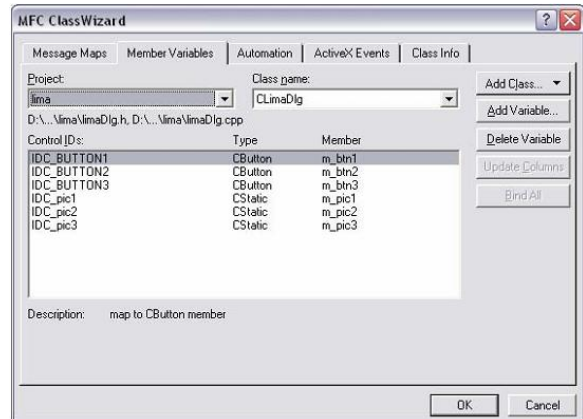 MFC ClassWizard
Message Maps Member Variables Automation ActiveX Events Class Info
Project: Class name:
lima CLimaDlg
Add Class...
Add Variable...
D:\...\lima\limaDlg.h, D:\...\lima\limaDlg.cpp
Control IDs: Type Member
Delete Variable
IDC_BUTTON1 CButton m_btn1
IDC_BUTTON2 CButton m_btn2
IDC_BUTTON3 CButton m_btn3
IDC_pic1 CStatic m_pic1
IDC_pic2 CStatic m_pic2
IDC_pic3 CStatic m_pic3
Update Columns
Bind All
Description: map to CButton member
OK Cancel